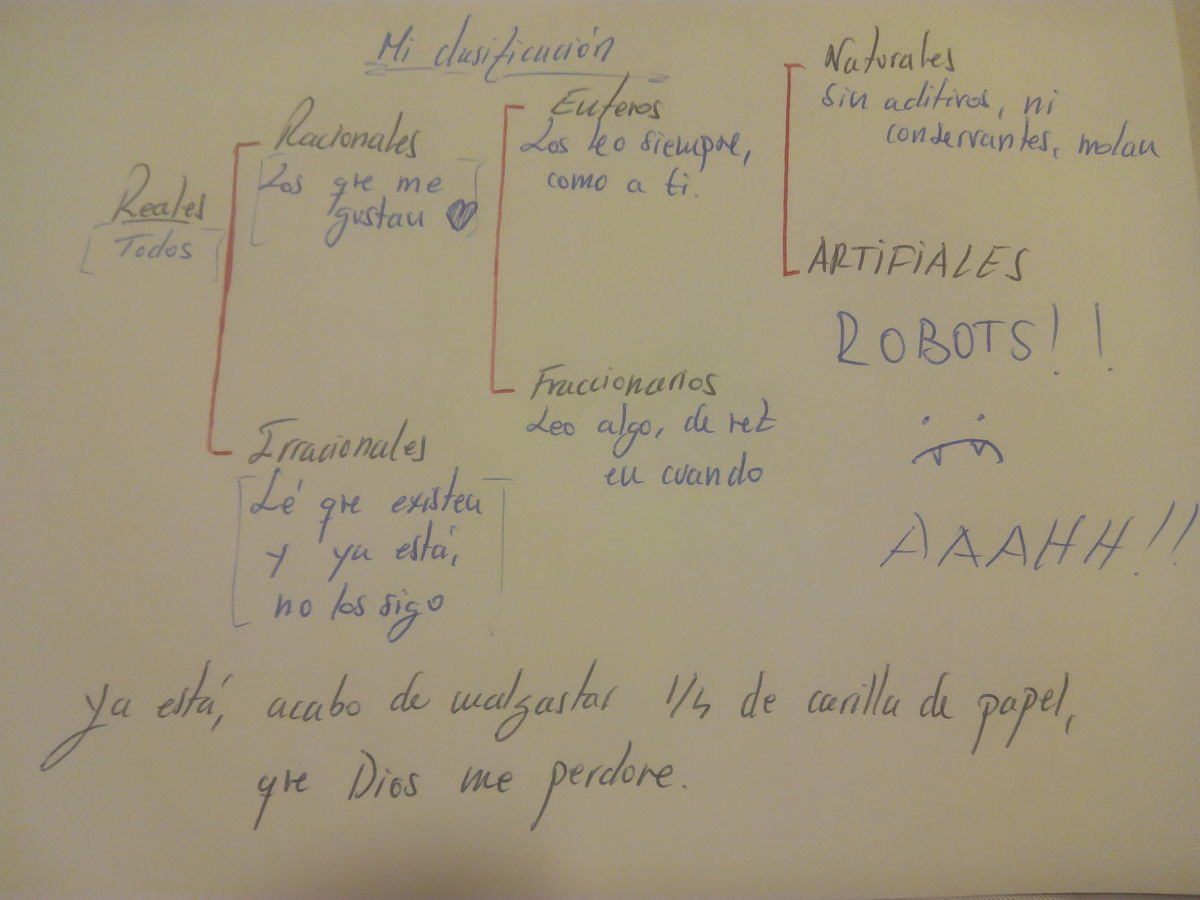 Mi clasificación
Reales
Todos
Racionales
Los que me
gustan
Irracionales
Sé que existen
y ya está,
no los sigo
Enteros
Los leo siempre,
como a ti.
Fraccionarios
Leo algo, de vez
en cuando
Naturales
sin aditivos, ni
conservantes, molan
ARTIFIALES
ROBOTS!!
AAAHH!!
Ya está, acabo de malgastar 1/4 de carilla de papel,
que Dios me perdone.